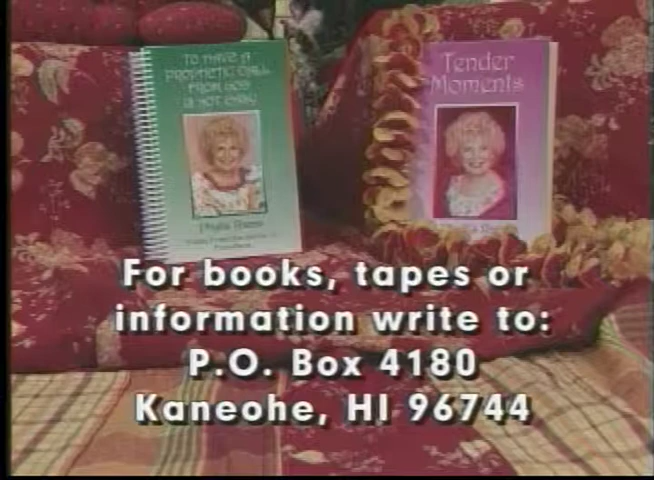 TO HAVE A
PROPHETIC CALL
FROM GOD
IS NOT EASY
Tender
Moments
For books, tapes or
information write to:
P.O. Box 4180
Kaneohe, HI 96744